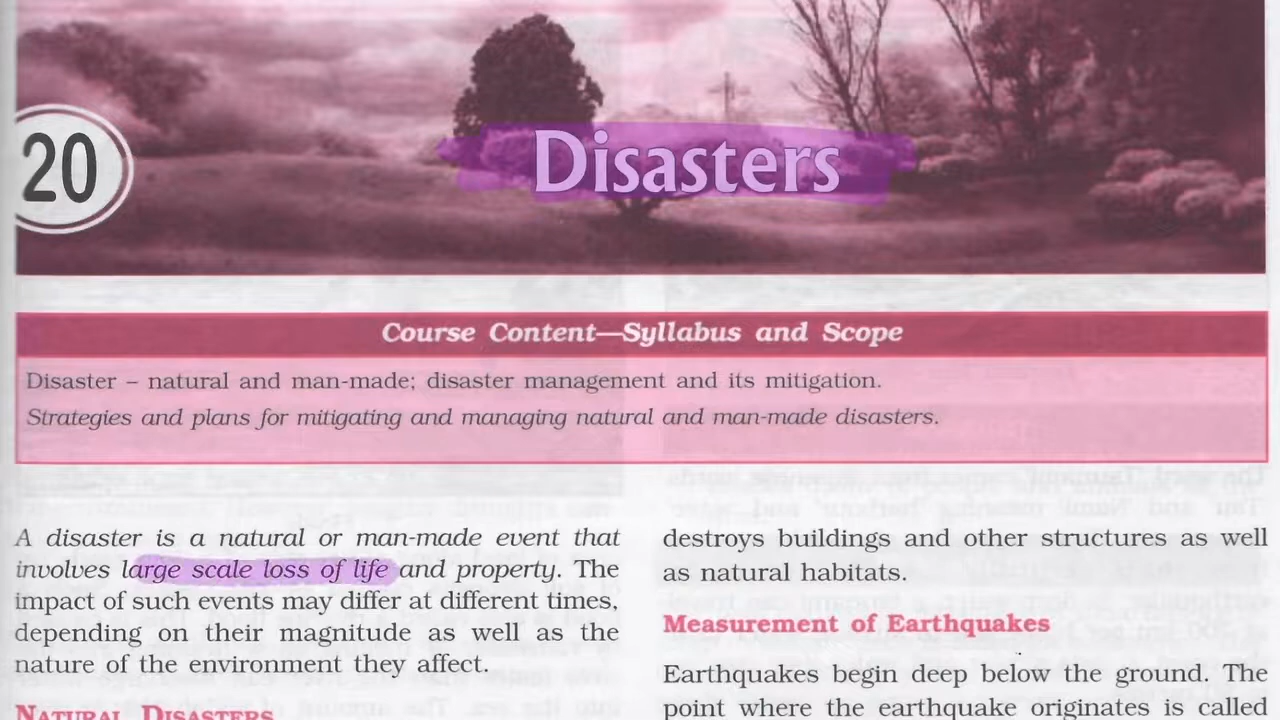 20
Disasters
Course Content—Syllabus and Scope
Disaster – natural and man-made; disaster management and its mitigation.
Strategies and plans for mitigating and managing natural and man-made disasters.
A disaster is a natural or man-made event that
involves large scale loss of life and property. The
impact of such events may differ at different times,
depending on their magnitude as well as the
nature of the environment they affect.
NATURAL DISASTERS
destroys buildings and other structures as well
as natural habitats.
Measurement of Earthquakes
Earthquakes begin deep below the ground. The
point where the earthquake originates is called